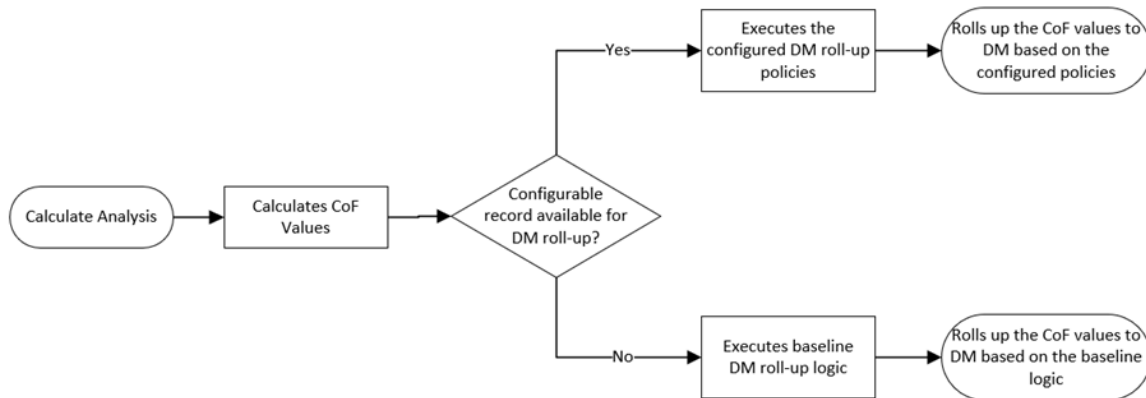 Calculate Analysis
Calculates CoF
Values
Configurable
record available for
DM roll-up?
Yes
Executes the
configured DM roll-up
policies
Rolls up the CoF values to
DM based on the
configured policies
No
Executes baseline
DM roll-up logic
Rolls up the CoF values to
DM based on the baseline
logic